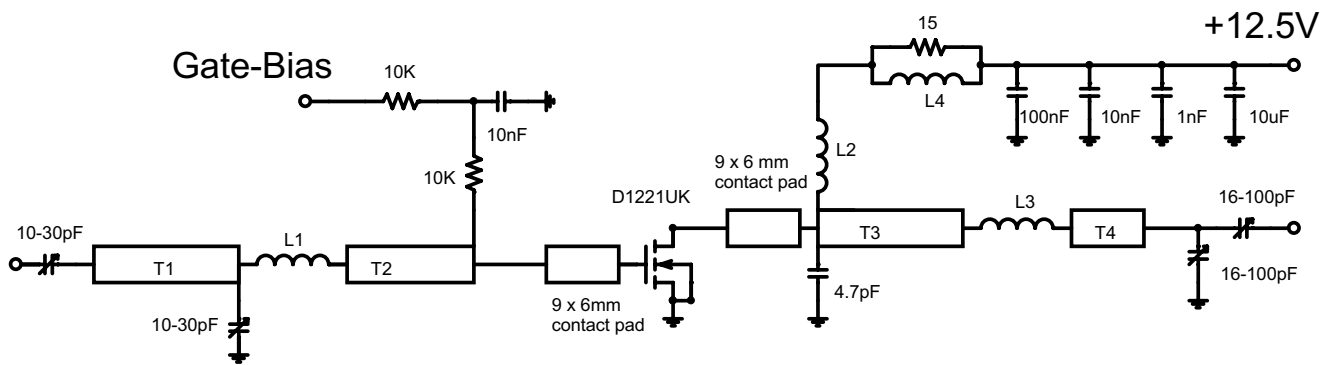 +12.5V
15
Gate-Bias
10K
L4
100nF
10nF
1nF
10uF
10nF
L2
9 x 6 mm
contact pad
10K
D1221UK
L3
16-100pF
10-30pF
L1
T1
T2
T3
T4
16-100pF
4.7pF
9 x 6mm
contact pad
10-30pF